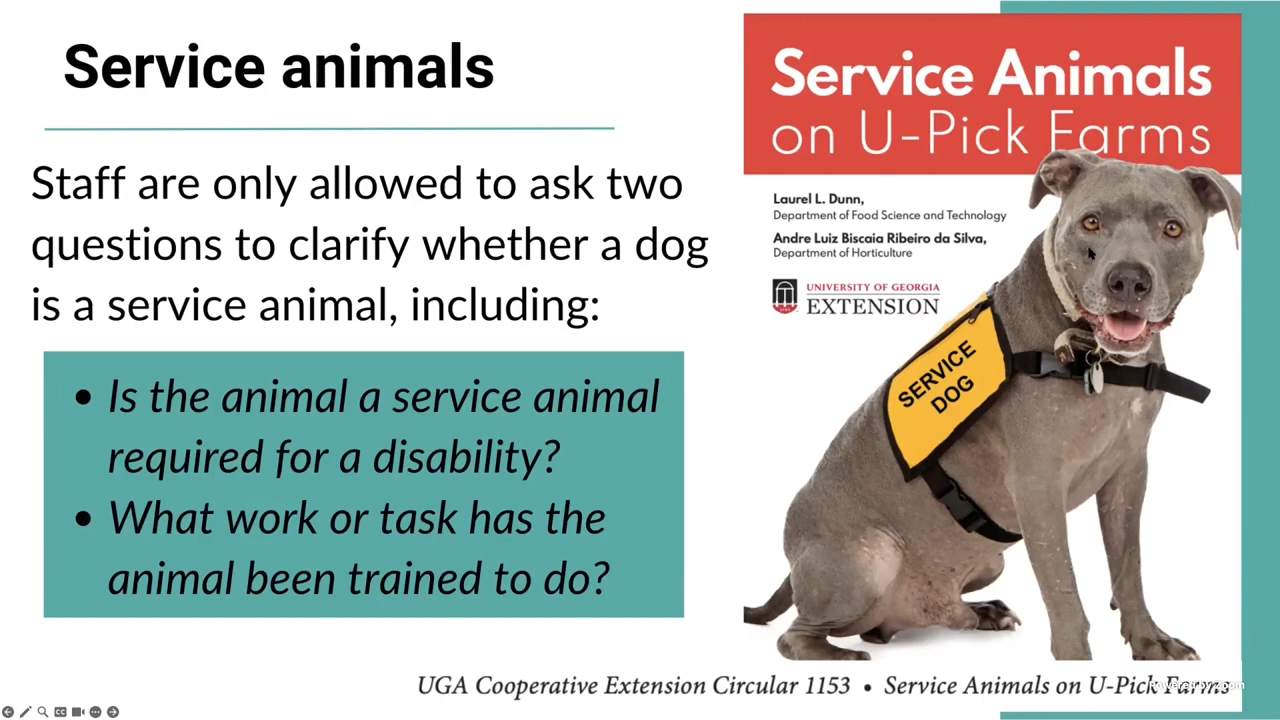 Service animals
Staff are only allowed to ask two
questions to clarify whether a dog
is a service animal, including:
• Is the animal a service animal
required for a disability?
• What work or task has the
animal been trained to do?
Service Animals
on U-Pick Farms
Laurel L. Dunn,
Department of Food Science and Technology
Andre Luiz Biscaia Ribeiro da Silva,
Department of Horticulture
UNIVERSITY OF GEORGIA
EXTENSION
SERVICE
DOG
UGA Cooperative Extension Circular 1153 • Service Animals on U-Pick Farms
Powered by Zoom